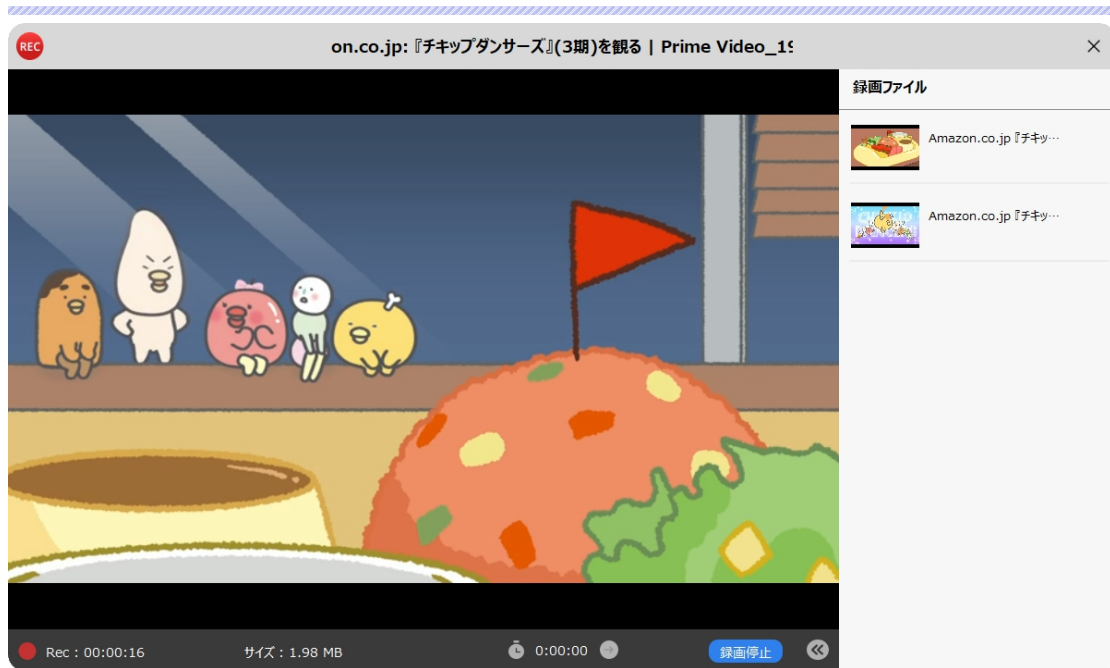 REC
on.co.jp: 『チキップダンサーズ』(3期)を観る | Prime Video_19
録画ファイル
Amazon.co.jp『チキッ…
Amazon.co.jp『チキッ…
Rec : 00:00:16
サイズ : 1.98 MB
0:00:00
録画停止